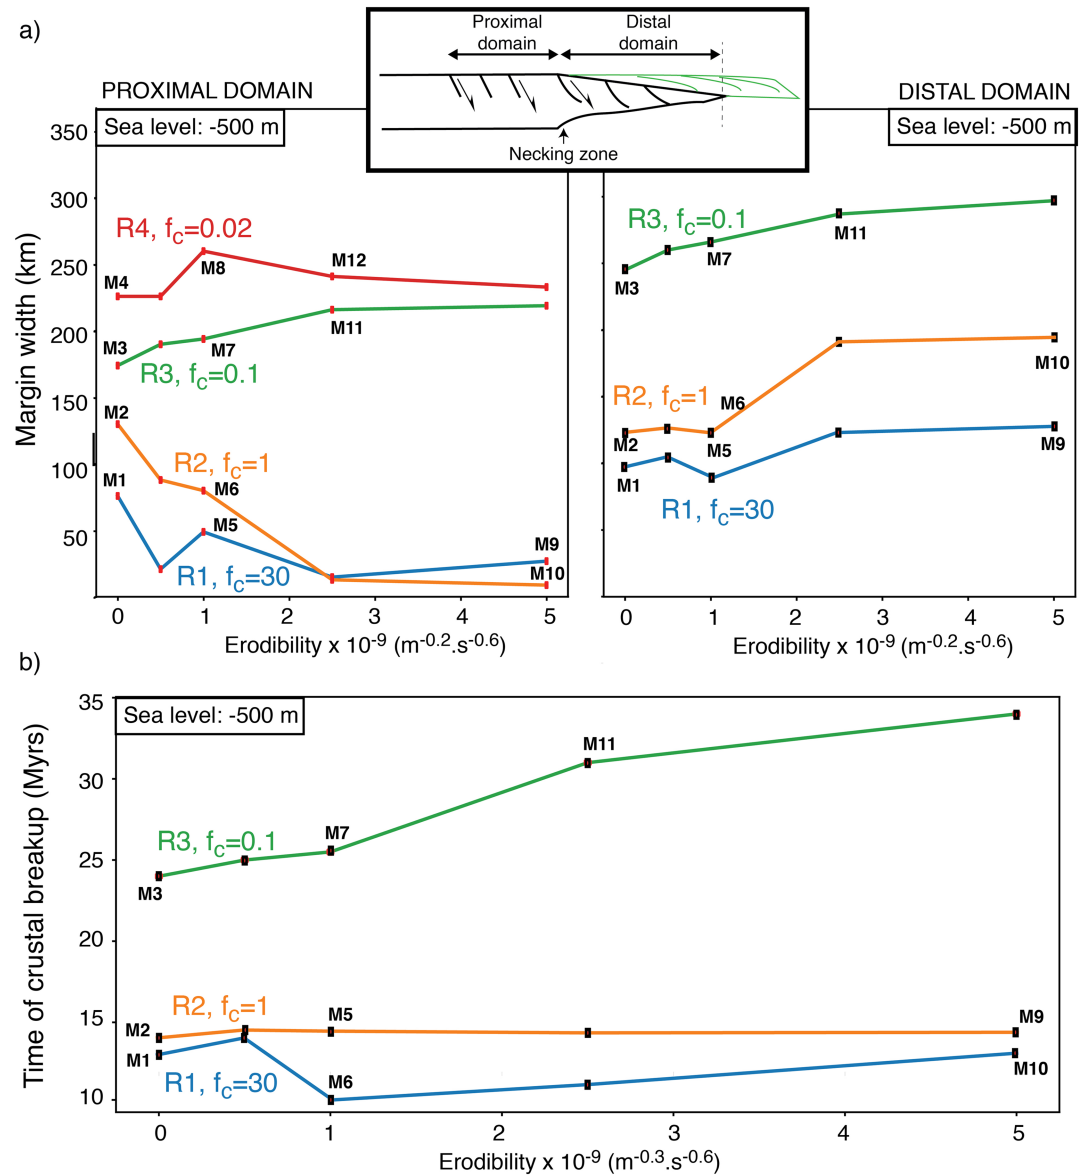 a)
Proximal
domain
Distal
domain
Necking zone
PROXIMAL DOMAIN
DISTAL DOMAIN
Sea level: -500 m
Sea level: -500 m
Margin width (km)
350
300
250
200
150
100
50
R4, fc=0.02
M4
M8
M12
M3
M7
M11
R3, fc=0.1
M2
R2, fc=1
M1
M6
M5
R1, fc=30
M9
M10
0 1 2 3 4 5
Erodibility x 10-9 (m-0.2.s-0.6)
R3, fc=0.1
M3
M7
M11
R2, fc=1
M6
M2
M5
M10
M1
M9
R1, fc=30
0 1 2 3 4 5
Erodibility x 10-9 (m-0.2.s-0.6)
b)
Sea level: -500 m
Time of crustal breakup (Myrs)
35
30
25
20
15
10
M11
R3, fc=0.1
M7
M3
R2, fc=1
M2
M5
M9
M1
R1, fc=30
M6
M10
0 1 2 3 4 5
Erodibility x 10-9 (m-0.3.s-0.6)